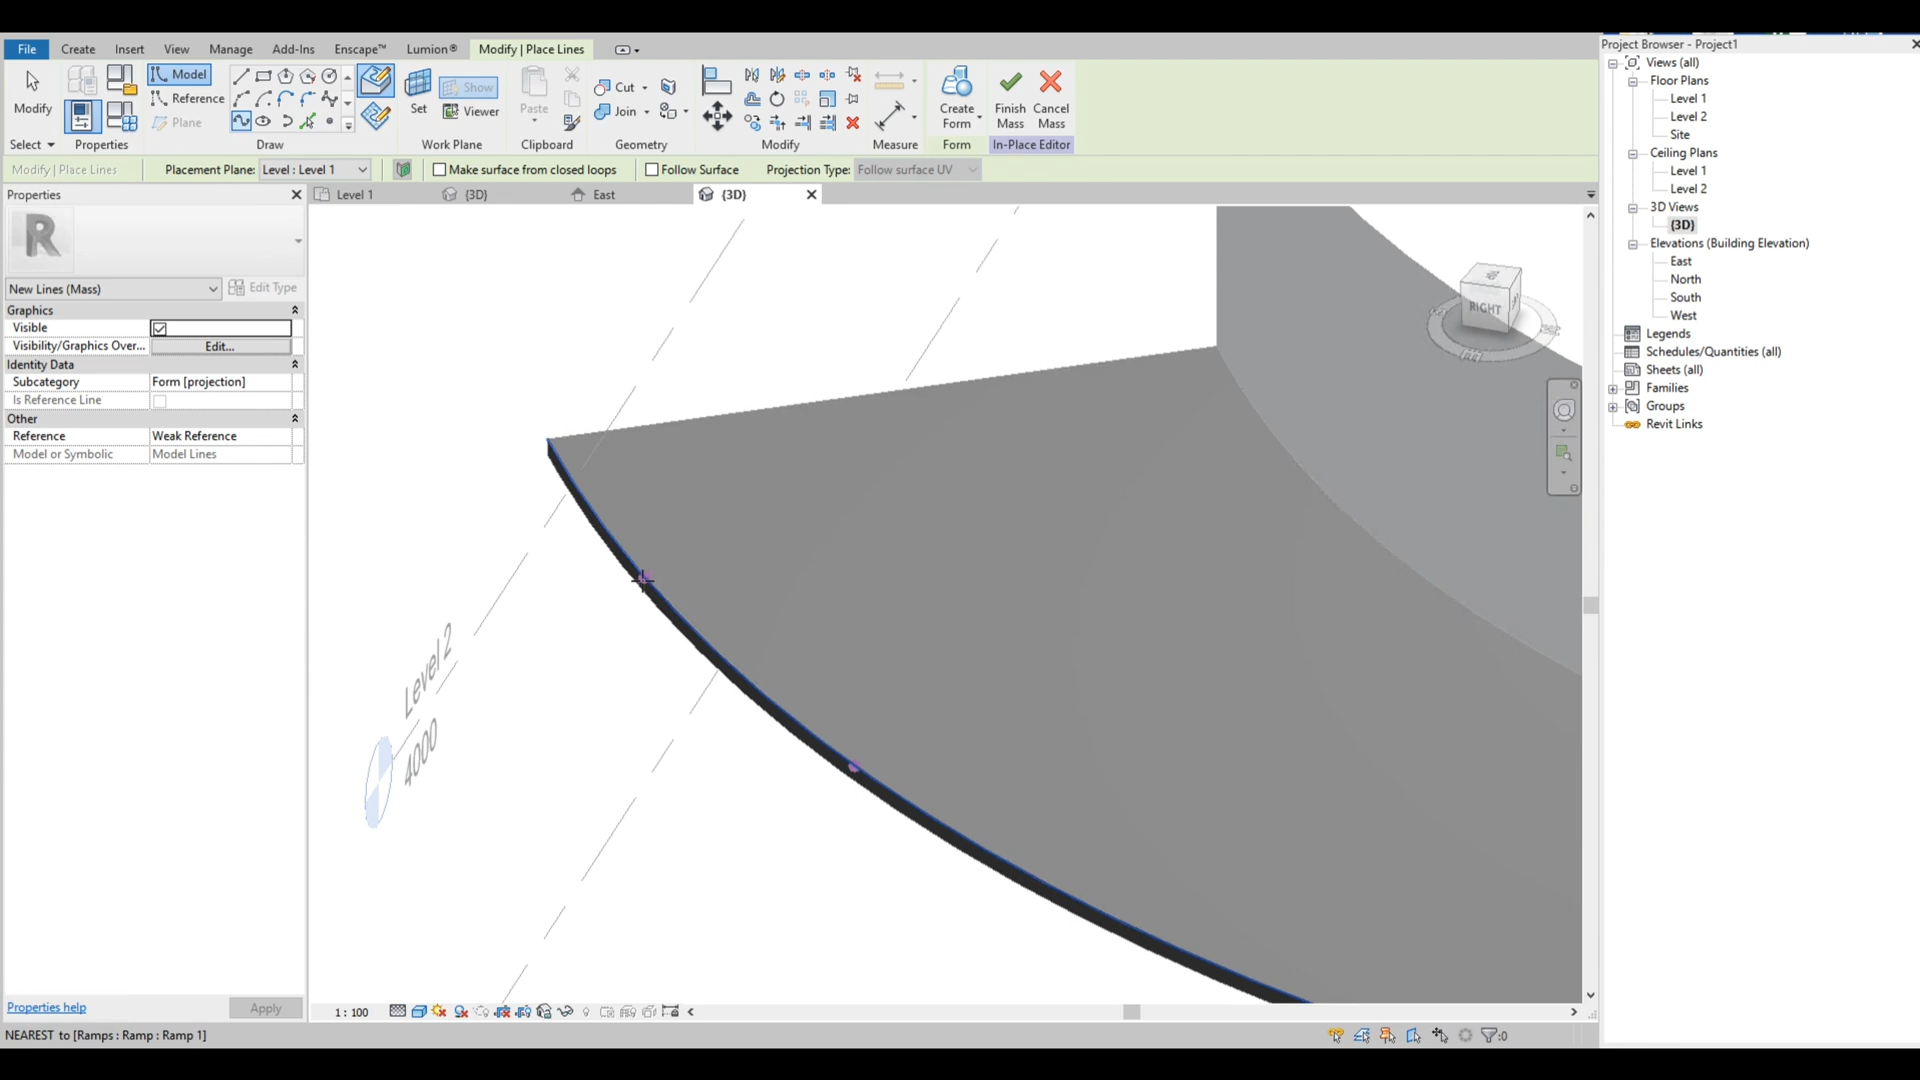 File Create Insert View Manage Add-Ins Enscape™ Lumion® Modify | Place Lines
Project Browser - Project1
Modify
Select
Properties
Model
Reference
Plane
Draw
Set
Show
Viewer
Work Plane
Paste
Clipboard
Cut
Join
Geometry
Modify
Measure
Create Form
Form
Finish Mass
Cancel Mass
In-Place Editor
Modify | Place Lines Placement Plane: Level : Level 1 Make surface from closed loops Follow Surface Projection Type: Follow surface UV
Properties
Level 1 {3D} East {3D}
R
New Lines (Mass) Edit Type
Graphics
Visible
Visibility/Graphics Over... Edit...
Identity Data
Subcategory Form [projection]
Is Reference Line
Other
Reference Weak Reference
Model or Symbolic Model Lines
Properties help Apply
RIGHT
Level 2
4000
1 : 100
NEAREST to [Ramps : Ramp : Ramp 1]
:0
Views (all)
Floor Plans
Level 1
Level 2
Site
Ceiling Plans
Level 1
Level 2
3D Views
{3D}
Elevations (Building Elevation)
East
North
South
West
Legends
Schedules/Quantities (all)
Sheets (all)
Families
Groups
Revit Links